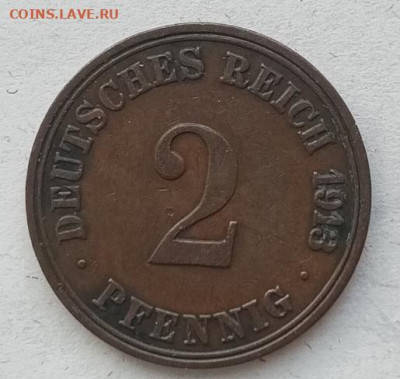 COINS.LAVE.RU
DEUTSCHES REICH 1913
2
· PFENNIG ·